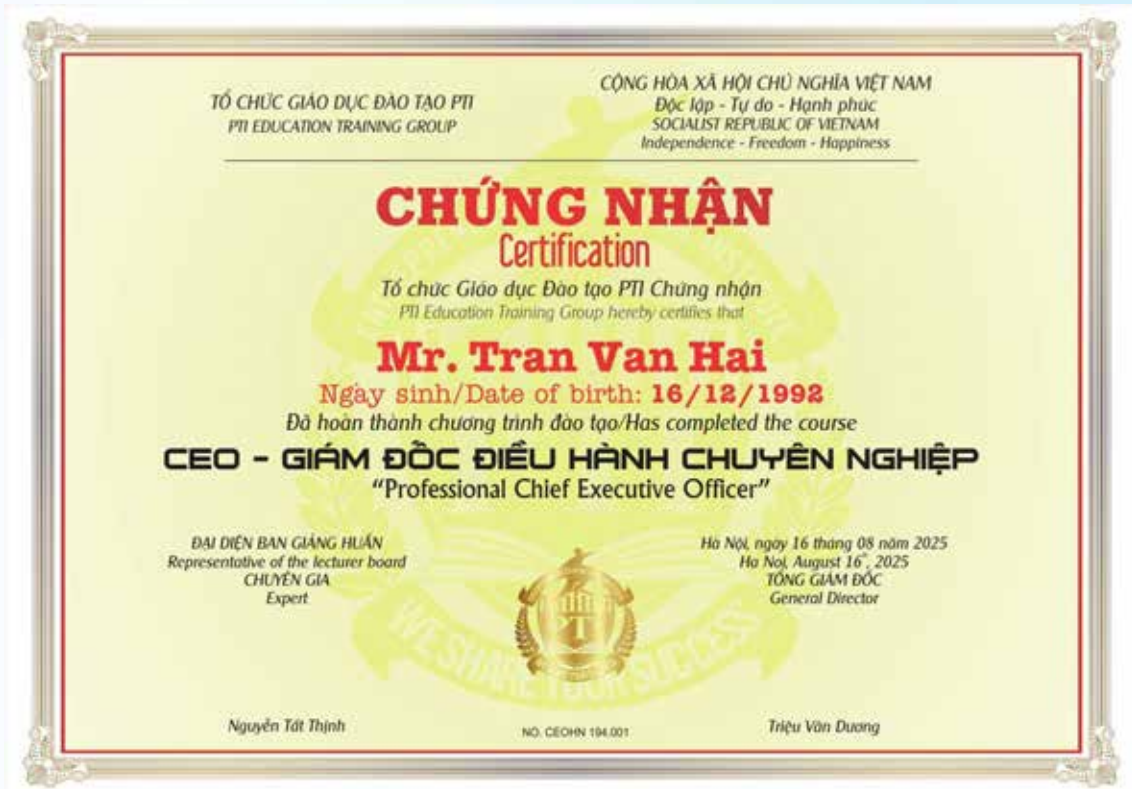 TỔ CHỨC GIÁO DỤC ĐÀO TẠO PTI
PTI EDUCATION TRAINING GROUP
CỘNG HÒA XÃ HỘI CHỦ NGHĨA VIỆT NAM
Độc lập - Tự do - Hạnh phúc
SOCIALIST REPUBLIC OF VIETNAM
Independence - Freedom - Happiness
CHỨNG NHẬN
Certification
Tổ chức Giáo dục Đào tạo PTI Chứng nhận
PTI Education Training Group hereby certifies that
Mr. Tran Van Hai
Ngày sinh/Date of birth: 16/12/1992
Đã hoàn thành chương trình đào tạo/Has completed the course
CEO - GIÁM ĐỐC ĐIỀU HÀNH CHUYÊN NGHIỆP
“Professional Chief Executive Officer”
ĐẠI DIỆN BAN GIẢNG HUẤN
Representative of the lecturer board
CHUYÊN GIA
Expert
Hà Nội, ngày 16 tháng 08 năm 2025
Ha Noi, August 16", 2025
TỔNG GIÁM ĐỐC
General Director
PTI
WE SHARE YOUR SUCCESS
Nguyễn Tất Thịnh
NO. CEOHN 194.001
Triệu Văn Dương